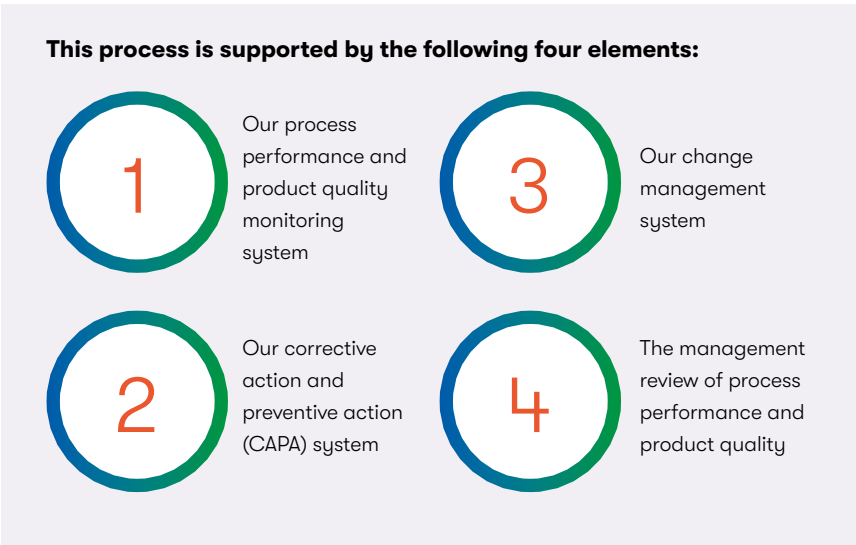 This process is supported by the following four elements:
1
Our process
performance and
product quality
monitoring
system
2
Our corrective
action and
preventive action
(CAPA) system
3
Our change
management
system
4
The management
review of process
performance and
product quality